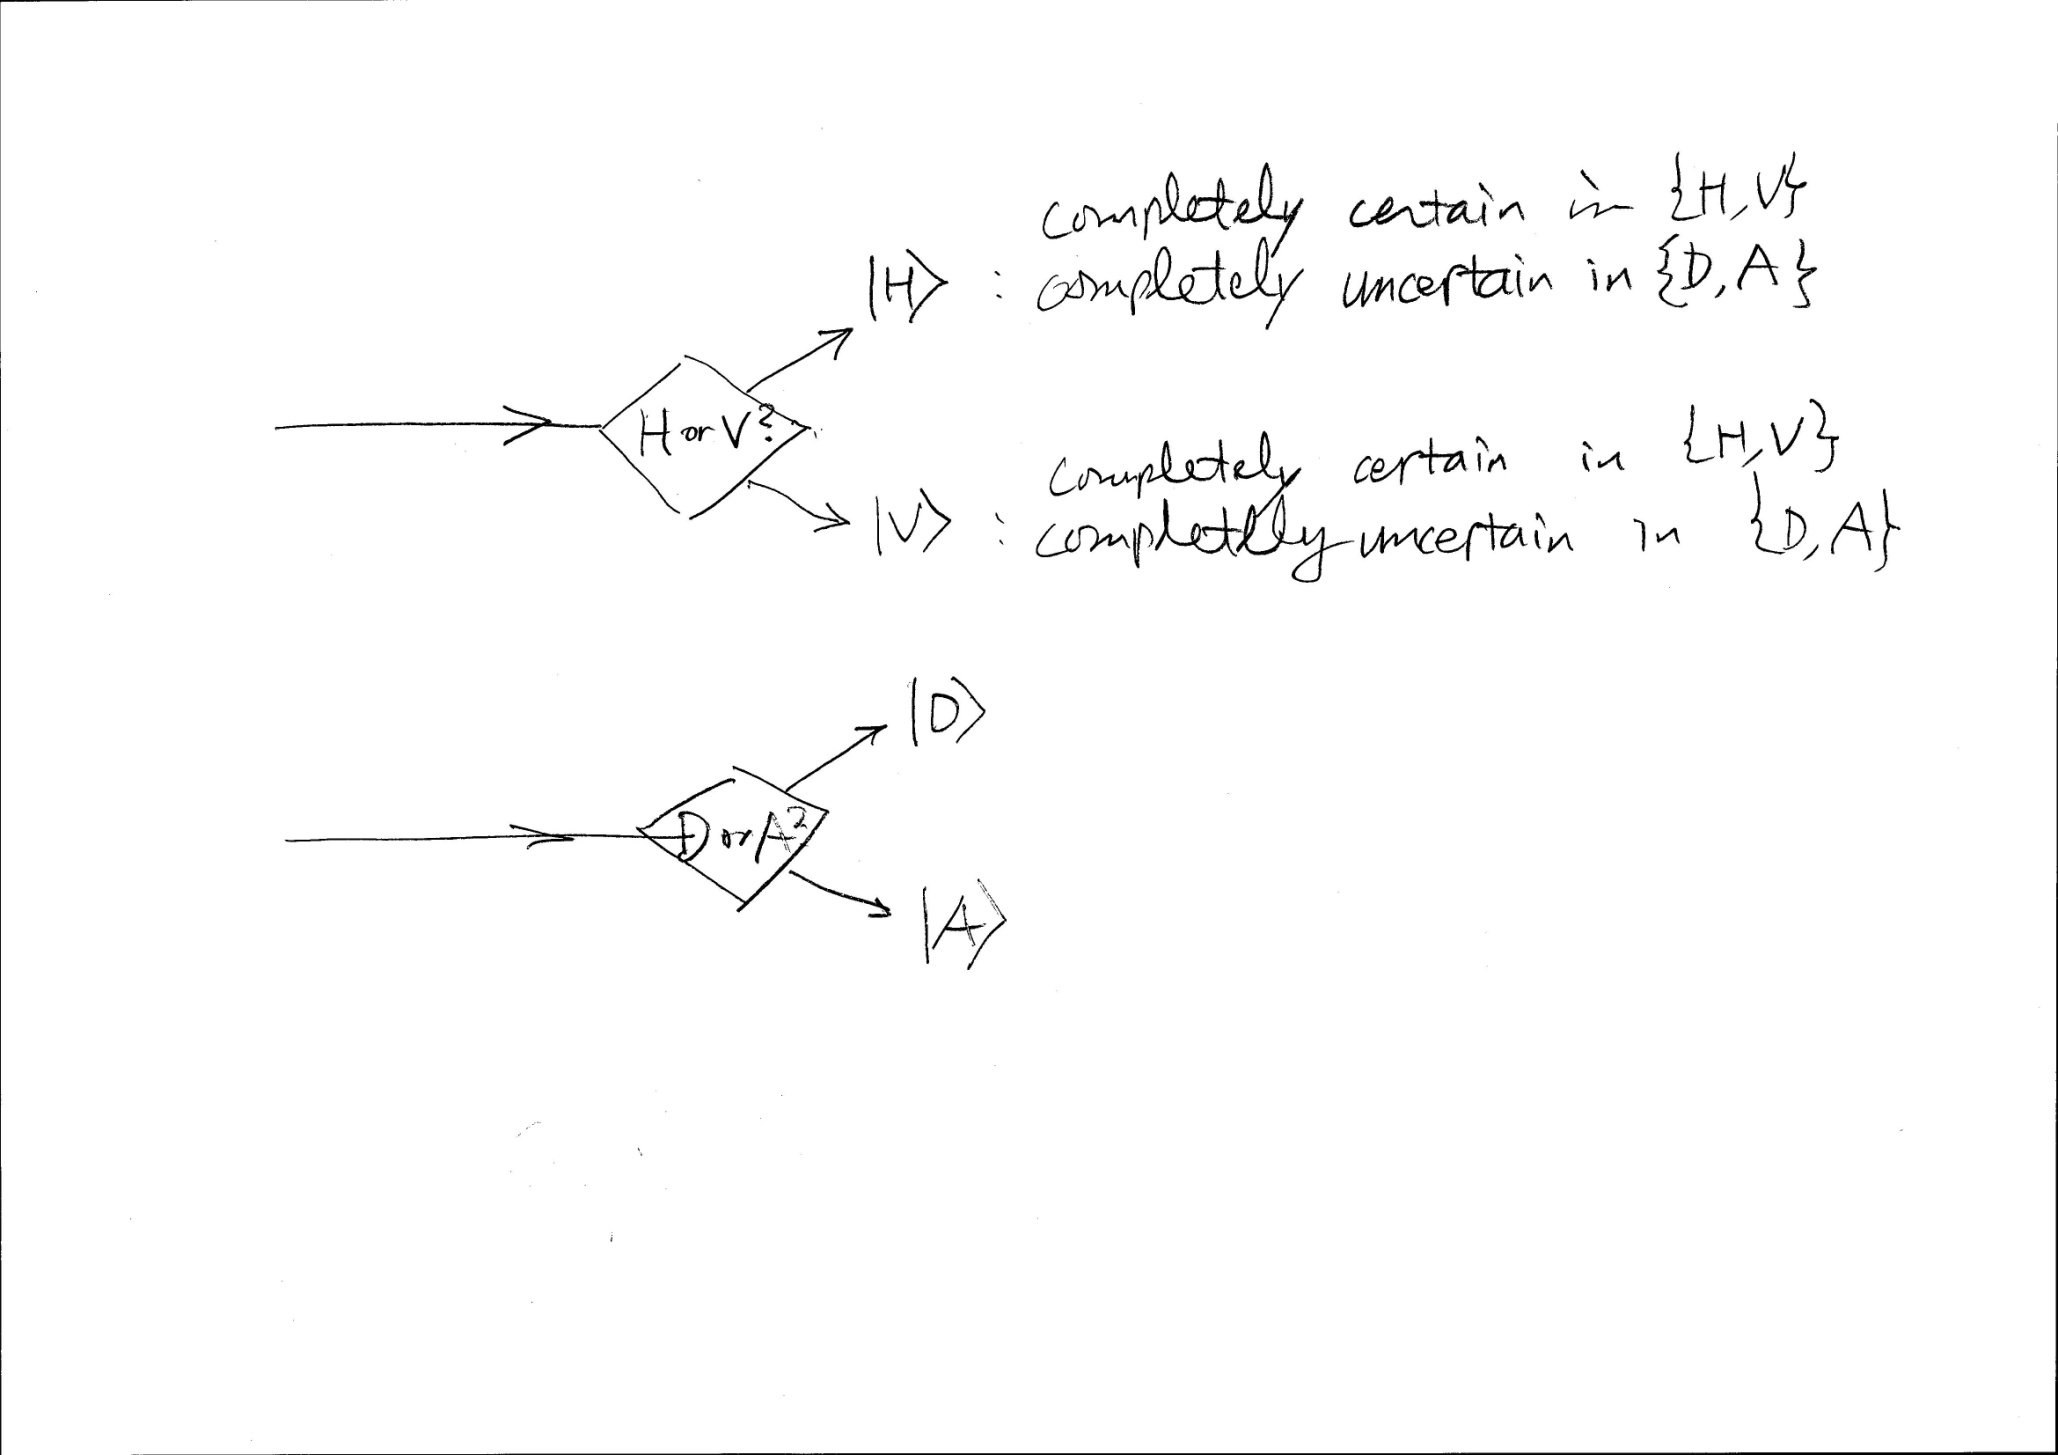 completely certain in {H,V}
|H⟩ : completely uncertain in {D,A}
H or V?
completely certain in {H,V}
|V⟩ : completely uncertain in {D,A}
|D⟩
D or A?
|A⟩